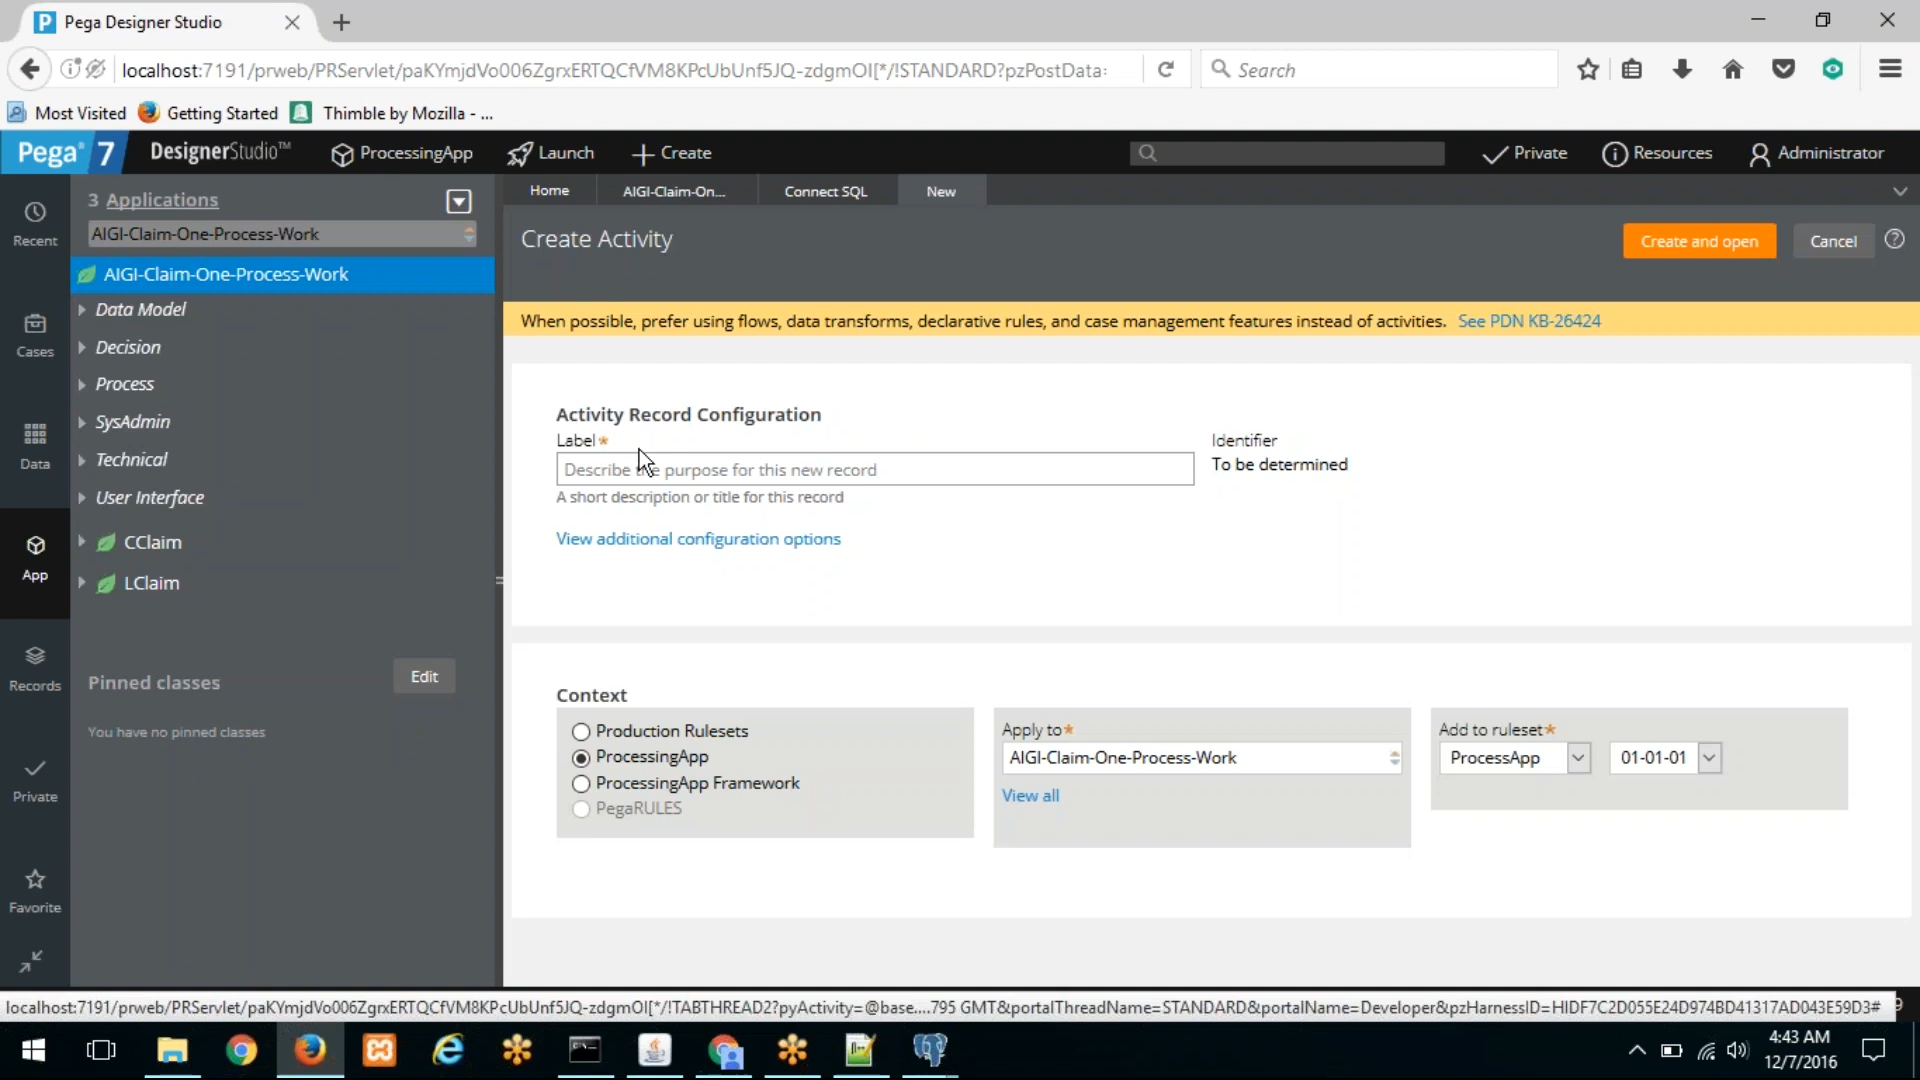 Pega Designer Studio
localhost:7191/prweb/PRServlet/paKYmjdVo006ZgrxERTQCfVM8KPcUbUnf5JQ-zdgmOI[*/!STANDARD?pzPostData:
Search
Most Visited Getting Started Thimble by Mozilla - ...
Pega 7 DesignerStudio™ ProcessingApp Launch Create Private Resources Administrator
3 Applications
Home AIGI-Claim-On... Connect SQL New
Recent
AIGI-Claim-One-Process-Work
Create Activity
Create and open Cancel
AIGI-Claim-One-Process-Work
Data Model
When possible, prefer using flows, data transforms, declarative rules, and case management features instead of activities. See PDN KB-26424
Cases
Decision
Process
SysAdmin
Activity Record Configuration
Label*
Identifier
Data
Technical
Describe the purpose for this new record
To be determined
User Interface
A short description or title for this record
App
CClaim
View additional configuration options
LClaim
Records
Pinned classes Edit
You have no pinned classes
Context
Production Rulesets
ProcessingApp
ProcessingApp Framework
PegaRULES
Apply to*
AIGI-Claim-One-Process-Work
View all
Add to ruleset*
ProcessApp 01-01-01
Private
Favorite
localhost:7191/prweb/PRServlet/paKYmjdVo006ZgrxERTQCfVM8KPcUbUnf5JQ-zdgmOI[*/!TABTHREAD2?pyActivity=@base....795 GMT&portalThreadName=STANDARD&portalName=Developer&pzHarnessID=HIDF7C2D055E24D974BD41317AD043E59D3#
4:43 AM
12/7/2016